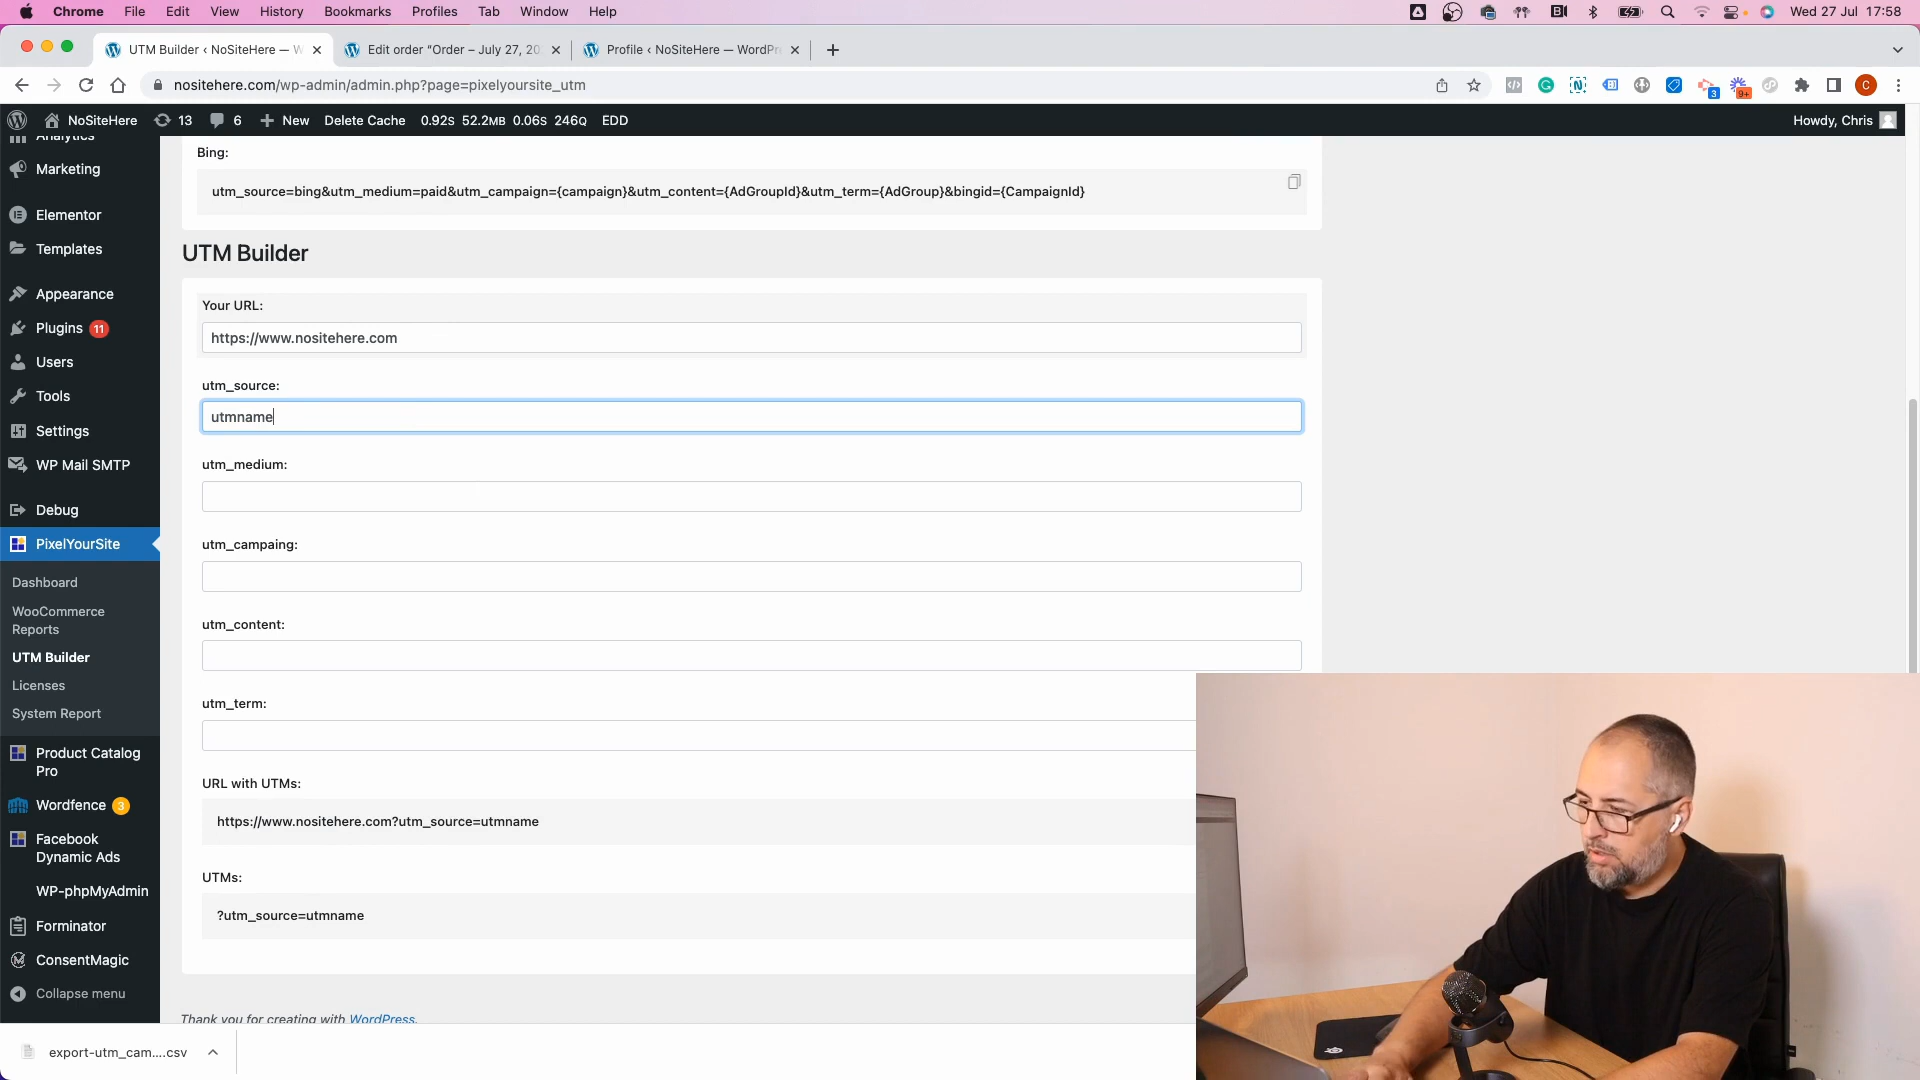 Chrome File Edit View History Bookmarks Profiles Tab Window Help
Wed 27 Jul 17:58
UTM Builder ‹ NoSiteHere — W
Edit order "Order – July 27, 20
Profile ‹ NoSiteHere — WordPr
nositehere.com/wp-admin/admin.php?page=pixelyoursite_utm
3
9+
C
NoSiteHere 13 6 New Delete Cache 0.92S 52.2MB 0.06S 246Q EDD
Howdy, Chris
Analytics
Marketing
Elementor
Templates
Appearance
Plugins 11
Users
Tools
Settings
WP Mail SMTP
Debug
PixelYourSite
Dashboard
WooCommerce
Reports
UTM Builder
Licenses
System Report
Product Catalog
Pro
Wordfence 3
Facebook
Dynamic Ads
WP-phpMyAdmin
Forminator
ConsentMagic
Collapse menu
Bing:
utm_source=bing&utm_medium=paid&utm_campaign={campaign}&utm_content={AdGroupId}&utm_term={AdGroup}&bingid={CampaignId}
UTM Builder
Your URL:
https://www.nositehere.com
utm_source:
utmname
utm_medium:
utm_campaing:
utm_content:
utm_term:
URL with UTMs:
https://www.nositehere.com?utm_source=utmname
UTMs:
?utm_source=utmname
Thank you for creating with WordPress.
export-utm_cam....csv